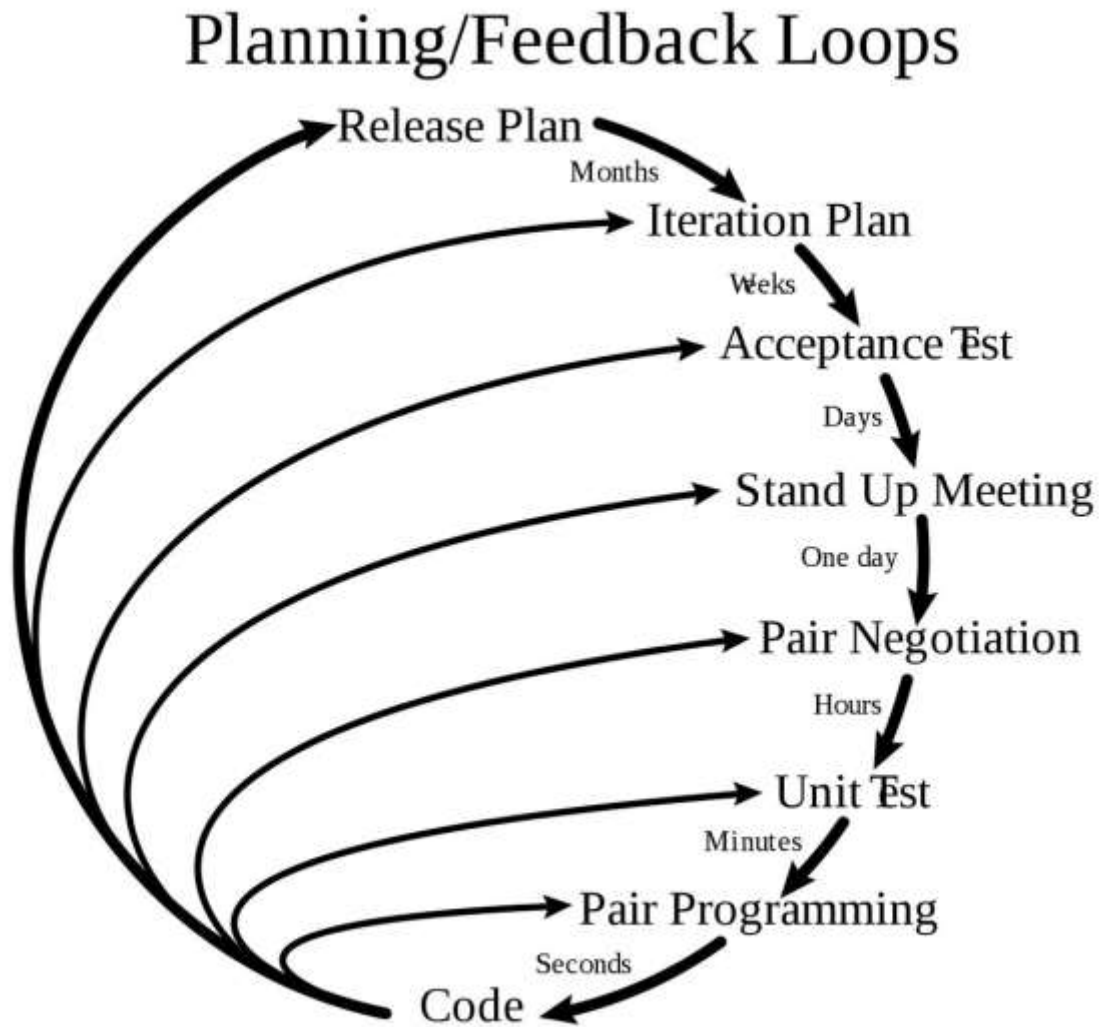 Planning/Feedback Loops
Release Plan
Months
Iteration Plan
Weeks
Acceptance Test
Days
Stand Up Meeting
One day
Pair Negotiation
Hours
Unit Test
Minutes
Pair Programming
Seconds
Code